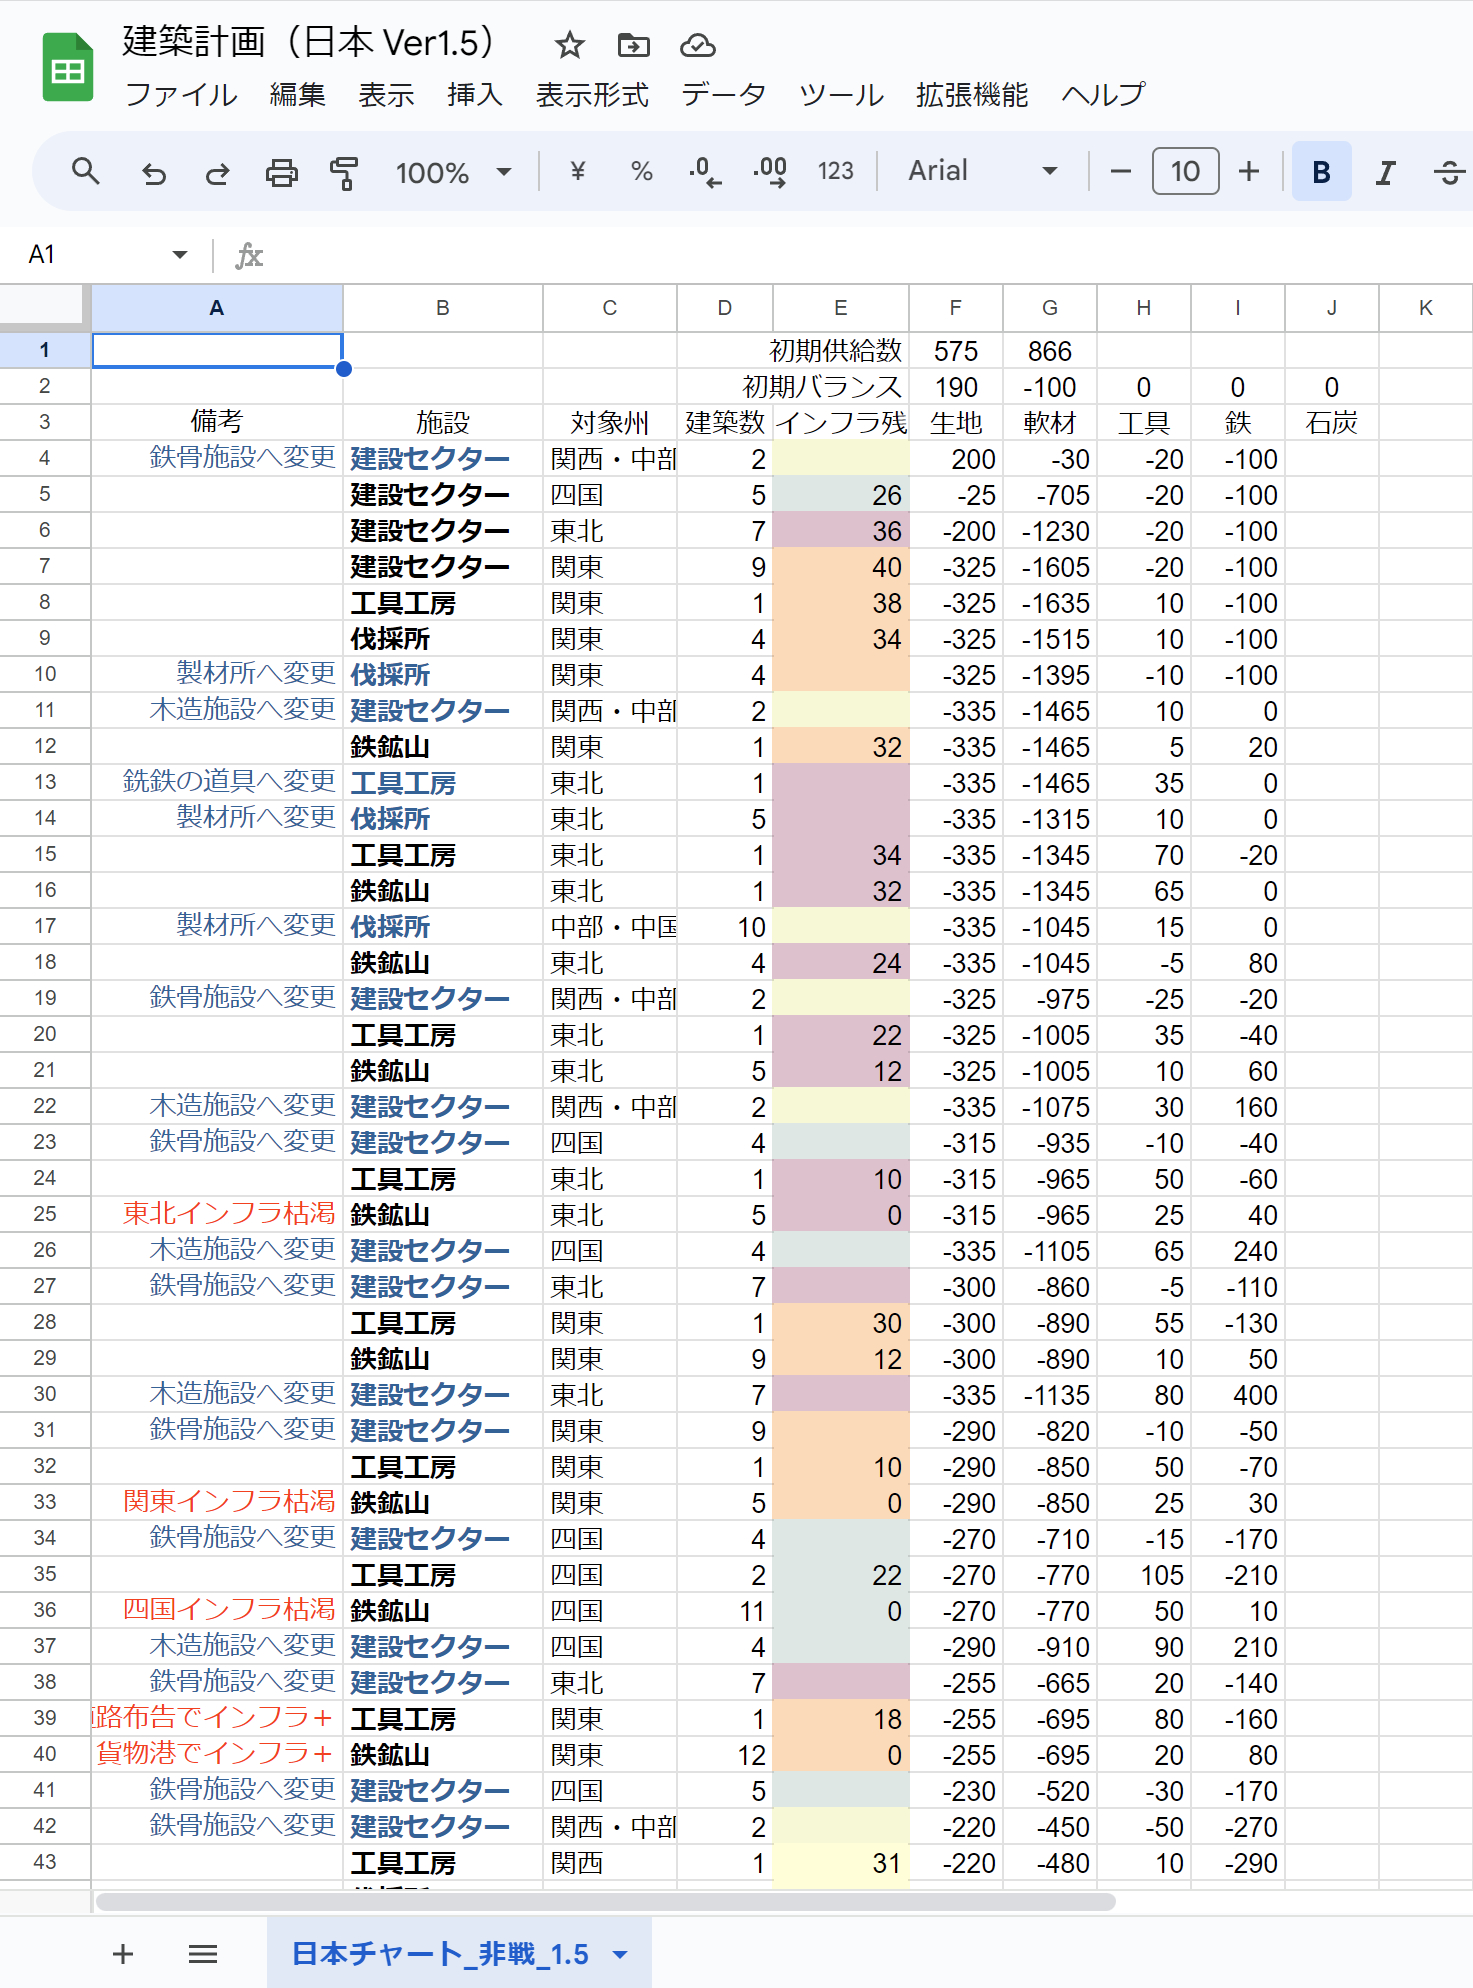 建築計画（日本 Ver1.5）
ファイル 編集 表示 挿入 表示形式 データ ツール 拡張機能 ヘルプ
100% ¥ % .0 .00 123 Arial 10 B I S
A1 fx
A B C D E F G H I J K
1 初期供給数 575 866
2 初期バランス 190 -100 0 0 0
3 備考 施設 対象州 建築数 インフラ残 生地 軟材 工具 鉄 石炭
4 鉄骨施設へ変更 建設セクター 関西・中部 2 200 -30 -20 -100
5 建設セクター 四国 5 26 -25 -705 -20 -100
6 建設セクター 東北 7 36 -200 -1230 -20 -100
7 建設セクター 関東 9 40 -325 -1605 -20 -100
8 工具工房 関東 1 38 -325 -1635 10 -100
9 伐採所 関東 4 34 -325 -1515 10 -100
10 製材所へ変更 伐採所 関東 4 -325 -1395 -10 -100
11 木造施設へ変更 建設セクター 関西・中部 2 -335 -1465 10 0
12 鉄鉱山 関東 1 32 -335 -1465 5 20
13 銑鉄の道具へ変更 工具工房 東北 1 -335 -1465 35 0
14 製材所へ変更 伐採所 東北 5 -335 -1315 10 0
15 工具工房 東北 1 34 -335 -1345 70 -20
16 鉄鉱山 東北 1 32 -335 -1345 65 0
17 製材所へ変更 伐採所 中部・中国 10 -335 -1045 15 0
18 鉄鉱山 東北 4 24 -335 -1045 -5 80
19 鉄骨施設へ変更 建設セクター 関西・中部 2 -325 -975 -25 -20
20 工具工房 東北 1 22 -325 -1005 35 -40
21 鉄鉱山 東北 5 12 -325 -1005 10 60
22 木造施設へ変更 建設セクター 関西・中部 2 -335 -1075 30 160
23 鉄骨施設へ変更 建設セクター 四国 4 -315 -935 -10 -40
24 工具工房 東北 1 10 -315 -965 50 -60
25 東北インフラ枯渇 鉄鉱山 東北 5 0 -315 -965 25 40
26 木造施設へ変更 建設セクター 四国 4 -335 -1105 65 240
27 鉄骨施設へ変更 建設セクター 東北 7 -300 -860 -5 -110
28 工具工房 関東 1 30 -300 -890 55 -130
29 鉄鉱山 関東 9 12 -300 -890 10 50
30 木造施設へ変更 建設セクター 東北 7 -335 -1135 80 400
31 鉄骨施設へ変更 建設セクター 関東 9 -290 -820 -10 -50
32 工具工房 関東 1 10 -290 -850 50 -70
33 関東インフラ枯渇 鉄鉱山 関東 5 0 -290 -850 25 30
34 鉄骨施設へ変更 建設セクター 四国 4 -270 -710 -15 -170
35 工具工房 四国 2 22 -270 -770 105 -210
36 四国インフラ枯渇 鉄鉱山 四国 11 0 -270 -770 50 10
37 木造施設へ変更 建設セクター 四国 4 -290 -910 90 210
38 鉄骨施設へ変更 建設セクター 東北 7 -255 -665 20 -140
39 路布告でインフラ＋ 工具工房 関東 1 18 -255 -695 80 -160
40 貨物港でインフラ＋ 鉄鉱山 関東 12 0 -255 -695 20 80
41 鉄骨施設へ変更 建設セクター 四国 5 -230 -520 -30 -170
42 鉄骨施設へ変更 建設セクター 関西・中部 2 -220 -450 -50 -270
43 工具工房 関西 1 31 -220 -480 10 -290
日本チャート_非戦_1.5